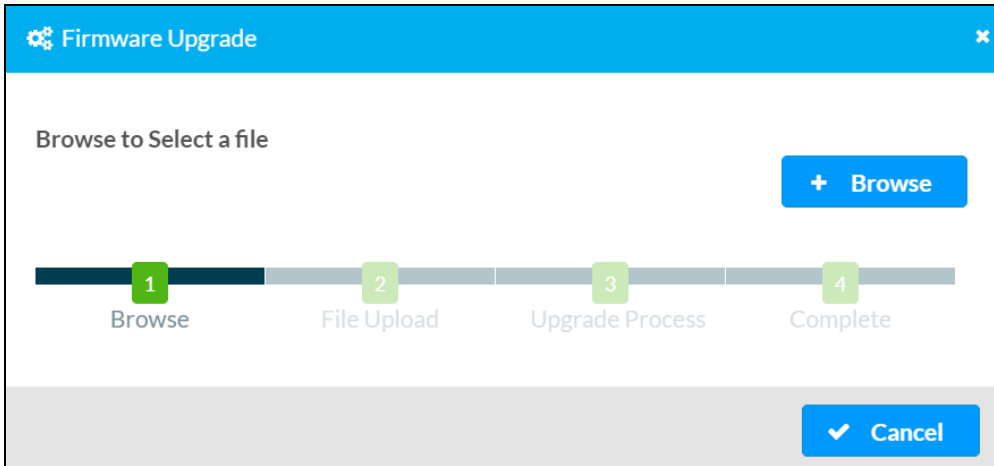 Firmware Upgrade
Browse to Select a file
+ Browse
1 2 3 4
Browse File Upload Upgrade Process Complete
Cancel